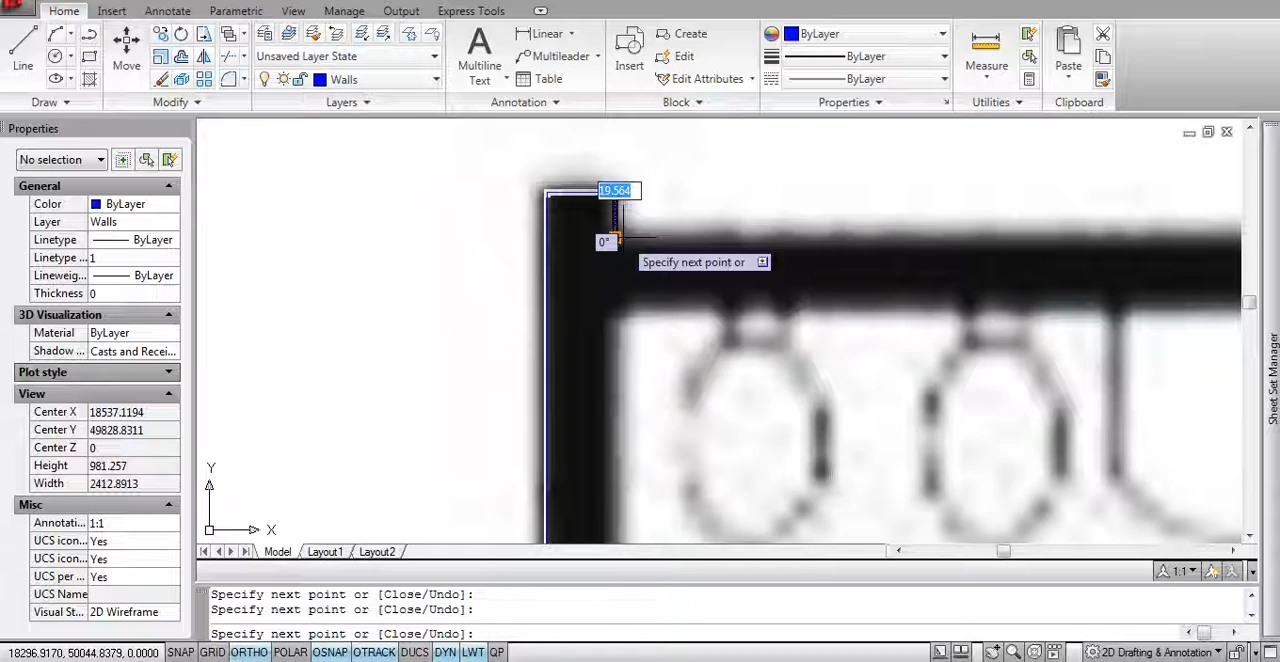 Home Insert Annotate Parametric View Manage Output Express Tools
Line
Move
Unsaved Layer State
Walls
Multiline
Text
Linear
Multileader
Table
Insert
Create
Edit
Edit Attributes
ByLayer
ByLayer
ByLayer
Measure
Paste
Draw Modify Layers Annotation Block Properties Utilities Clipboard
Properties
No selection
General
Color ByLayer
Layer Walls
Linetype ByLayer
Linetype ... 1
Lineweig... ByLayer
Thickness 0
3D Visualization
Material ByLayer
Shadow ... Casts and Recei...
Plot style
View
Center X 18537.1194
Center Y 49828.8311
Center Z 0
Height 981.257
Width 2412.8913
Misc
Annotati... 1:1
UCS icon... Yes
UCS icon... Yes
UCS per ... Yes
UCS Name
Visual St... 2D Wireframe
19.564
0°
Specify next point or
Y
X
Model Layout1 Layout2
1:1
Specify next point or [Close/Undo]:
Specify next point or [Close/Undo]:
Specify next point or [Close/Undo]:
Sheet Set Manager
18296.9170, 50044.8379, 0.0000 SNAP GRID ORTHO POLAR OSNAP OTRACK DUCS DYN LWT QP 2D Drafting & Annotation